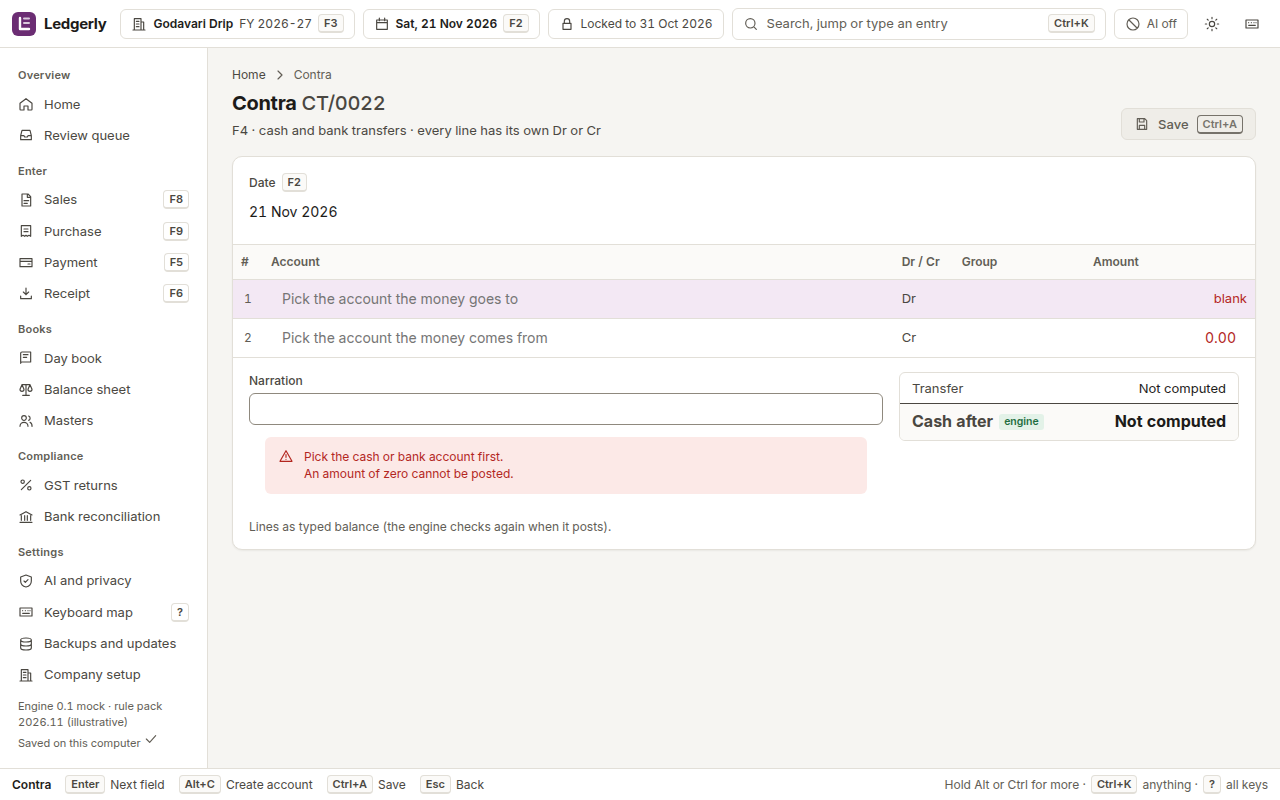 Ledgerly
Godavari Drip FY 2026-27 F3
Sat, 21 Nov 2026 F2
Locked to 31 Oct 2026
Search, jump or type an entry Ctrl+K
AI off
Overview
Home
Review queue
Enter
Sales F8
Purchase F9
Payment F5
Receipt F6
Books
Day book
Balance sheet
Masters
Compliance
GST returns
Bank reconciliation
Settings
AI and privacy
Keyboard map ?
Backups and updates
Company setup
Engine 0.1 mock · rule pack
2026.11 (illustrative)
Saved on this computer
Home > Contra
Contra CT/0022
F4 · cash and bank transfers · every line has its own Dr or Cr
Save Ctrl+A
Date F2
21 Nov 2026
# Account Dr / Cr Group Amount
1 Pick the account the money goes to Dr blank
2 Pick the account the money comes from Cr 0.00
Narration
Pick the cash or bank account first.
An amount of zero cannot be posted.
Lines as typed balance (the engine checks again when it posts).
Transfer Not computed
Cash after engine Not computed
Contra Enter Next field Alt+C Create account Ctrl+A Save Esc Back
Hold Alt or Ctrl for more · Ctrl+K anything · ? all keys